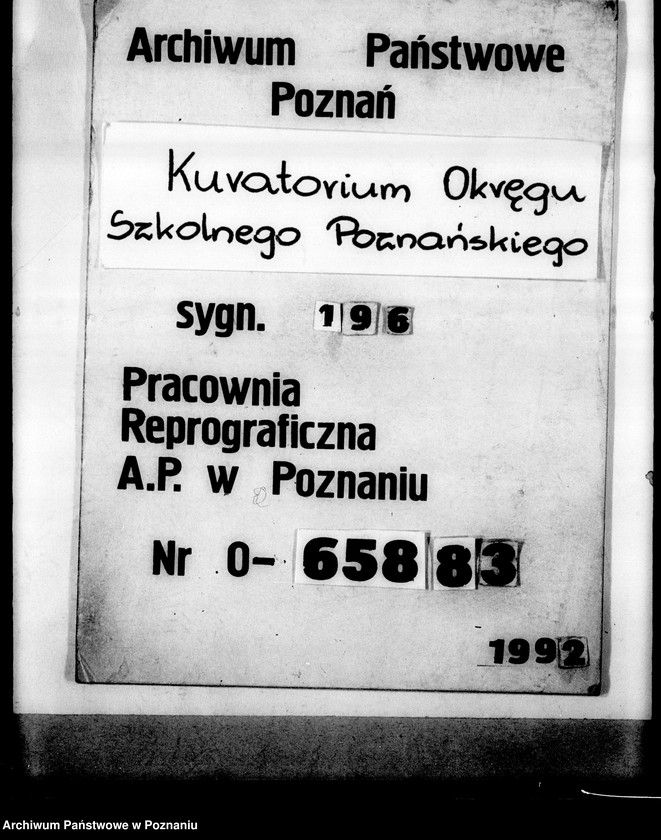 Archiwum Państwowe
Poznań
Kuratorium Okręgu
Szkolnego Poznańskiego
sygn. 196
Pracownia
Reprograficzna
A.P. w Poznaniu
Nr 0-65883
1992
Archiwum Państwowe w Poznaniu